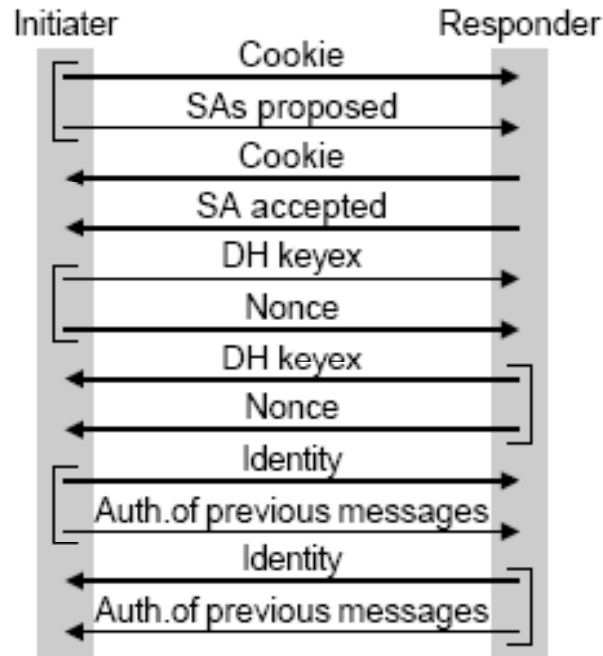 Initiater Responder
Cookie
SAs proposed
Cookie
SA accepted
DH keyex
Nonce
DH keyex
Nonce
Identity
Auth.of previous messages
Identity
Auth.of previous messages